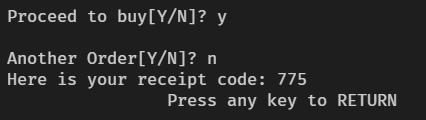 Proceed to buy[Y/N]? y
Another Order[Y/N]? n
Here is your receipt code: 775
Press any key to RETURN